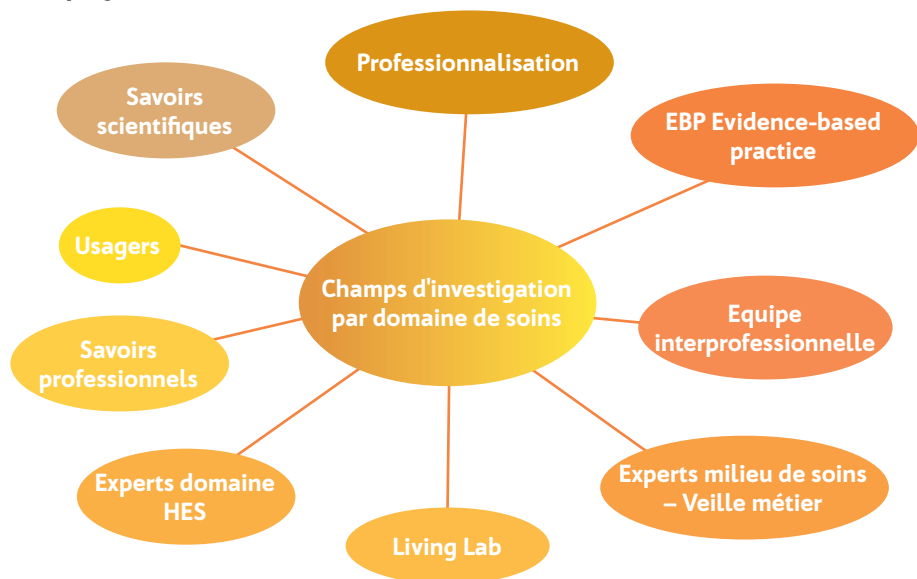 Professionnalisation
Savoirs
scientifiques
EBP Evidence-based
practice
Usagers
Champs d'investigation
par domaine de soins
Equipe
interprofessionnelle
Savoirs
professionnels
Experts domaine
HES
Experts milieu de soins
– Veille métier
Living Lab